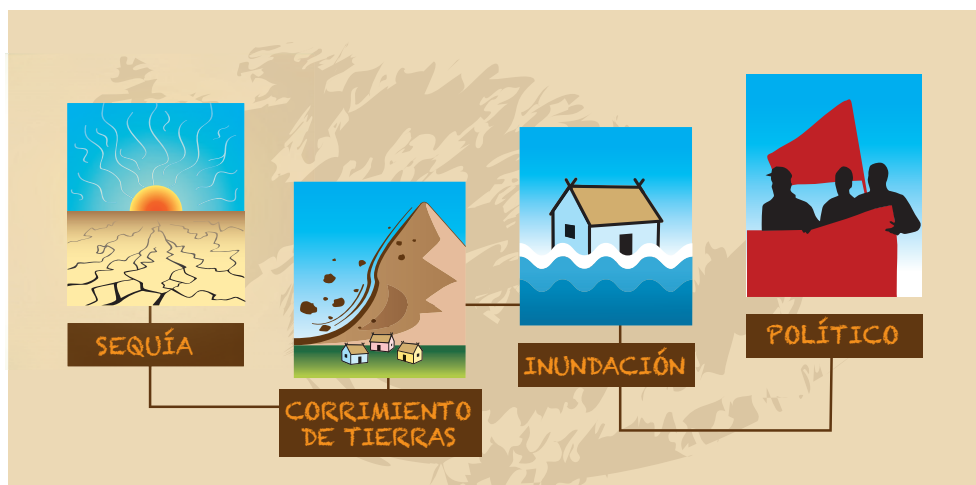 SEQUÍA
CORRIMIENTO
DE TIERRAS
INUNDACIÓN
POLÍTICO